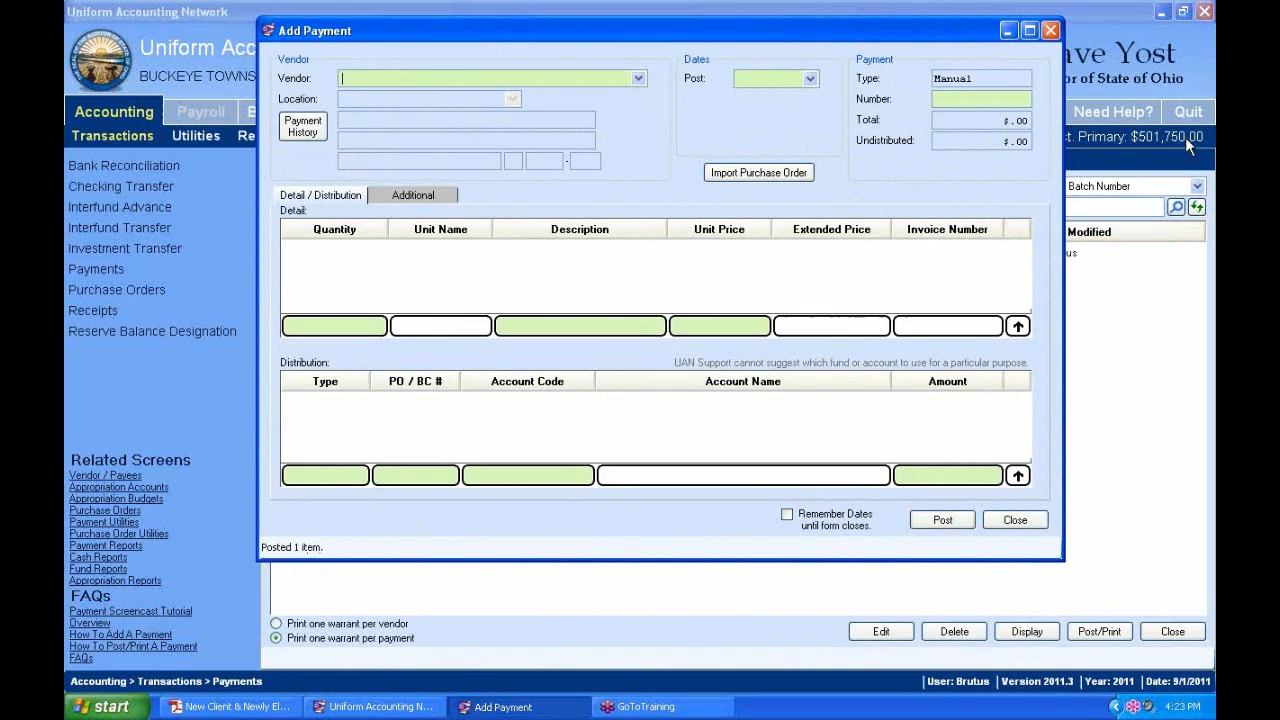 Uniform Accounting Network
Uniform Acc
BUCKEYE TOWNS
ave Yost
or of State of Ohio
Accounting
Payroll
Need Help?
Quit
Transactions
Utilities
Re
t. Primary: $501,750.00
Bank Reconciliation
Checking Transfer
Interfund Advance
Interfund Transfer
Investment Transfer
Payments
Purchase Orders
Receipts
Reserve Balance Designation
Related Screens
Vendor / Payees
Appropriation Accounts
Appropriation Budgets
Purchase Orders
Payment Utilities
Purchase Order Utilities
Payment Reports
Cash Reports
Fund Reports
Appropriation Reports
FAQs
Payment Screencast Tutorial
Overview
How To Add A Payment
How To Post/Print A Payment
FAQs
Add Payment
Vendor
Vendor:
Location:
Payment
History
-
Dates
Post:
Import Purchase Order
Payment
Type: Manual
Number:
Total: $.00
Undistributed: $.00
Detail / Distribution
Additional
Detail:
Quantity Unit Name Description Unit Price Extended Price Invoice Number
Distribution:
UAN Support cannot suggest which fund or account to use for a particular purpose.
Type PO / BC # Account Code Account Name Amount
Remember Dates
until form closes.
Post
Close
Posted 1 item.
Batch Number
Modified
us
Print one warrant per vendor
Print one warrant per payment
Edit
Delete
Display
Post/Print
Close
Accounting > Transactions > Payments
User: Brutus
Version 2011.3
Year: 2011
Date: 9/1/2011
start
New Client & Newly El...
Uniform Accounting N...
Add Payment
GoToTraining
4:23 PM